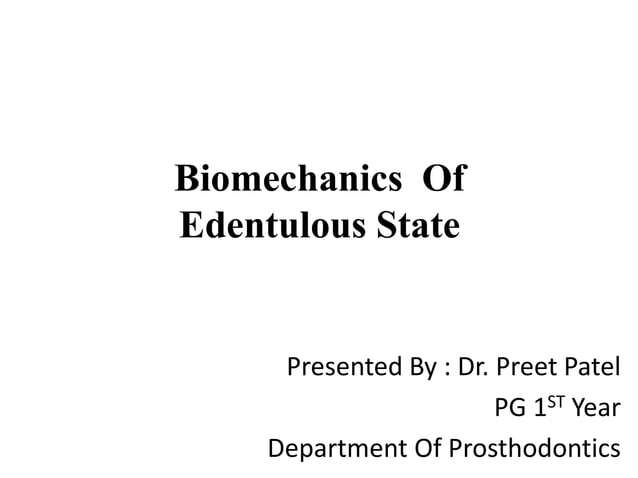 Biomechanics Of
Edentulous State
Presented By : Dr. Preet Patel
PG 1ST Year
Department Of Prosthodontics